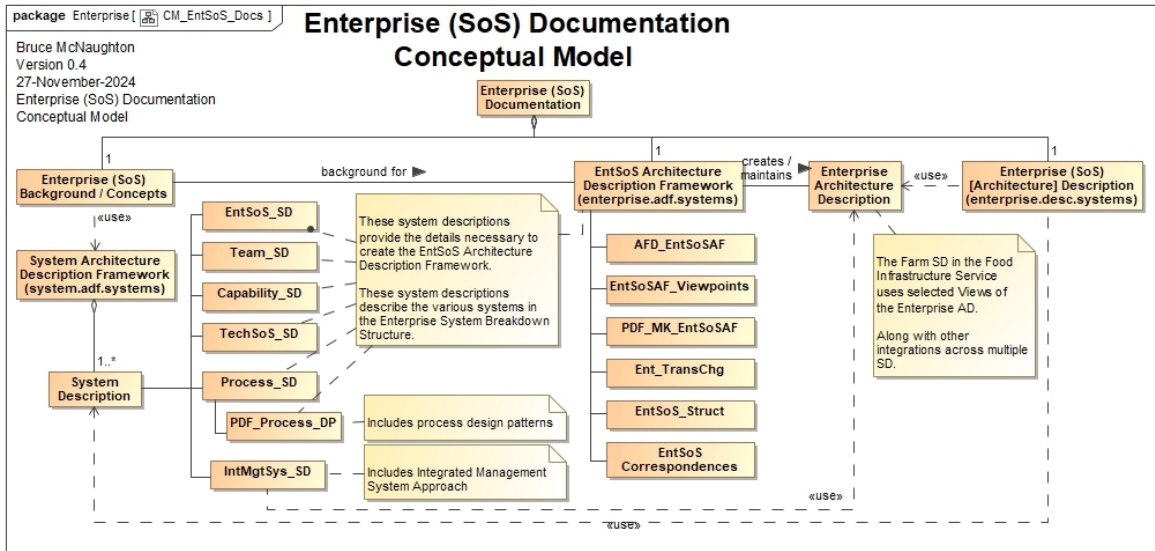 package Enterprise [ CM_EntSoS_Docs ]
Enterprise (SoS) Documentation
Conceptual Model
Bruce McNaughton
Version 0.4
27-November-2024
Enterprise (SoS) Documentation
Conceptual Model
Enterprise (SoS)
Documentation
1
1
1
Enterprise (SoS)
Background / Concepts
background for
EntSoS Architecture
Description Framework
(enterprise.adf.systems)
creates /
maintains
Enterprise
Architecture
Description
«use»
Enterprise (SoS)
[Architecture] Description
(enterprise.desc.systems)
«use»
System Architecture
Description Framework
(system.adf.systems)
1..*
System
Description
EntSoS_SD
Team_SD
Capability_SD
TechSoS_SD
Process_SD
PDF_Process_DP
IntMgtSys_SD
These system descriptions
provide the details necessary to
create the EntSoS Architecture
Description Framework.
These system descriptions
describe the various systems in
the Enterprise System Breakdown
Structure.
Includes process design patterns
Includes Integrated Management
System Approach
AFD_EntSoSAF
EntSoSAF_Viewpoints
PDF_MK_EntSoSAF
Ent_TransChg
EntSoS_Struct
EntSoS
Correspondences
The Farm SD in the Food
Infrastructure Service
uses selected Views of
the Enterprise AD.
Along with other
integrations across multiple
SD.
«use»
«use»